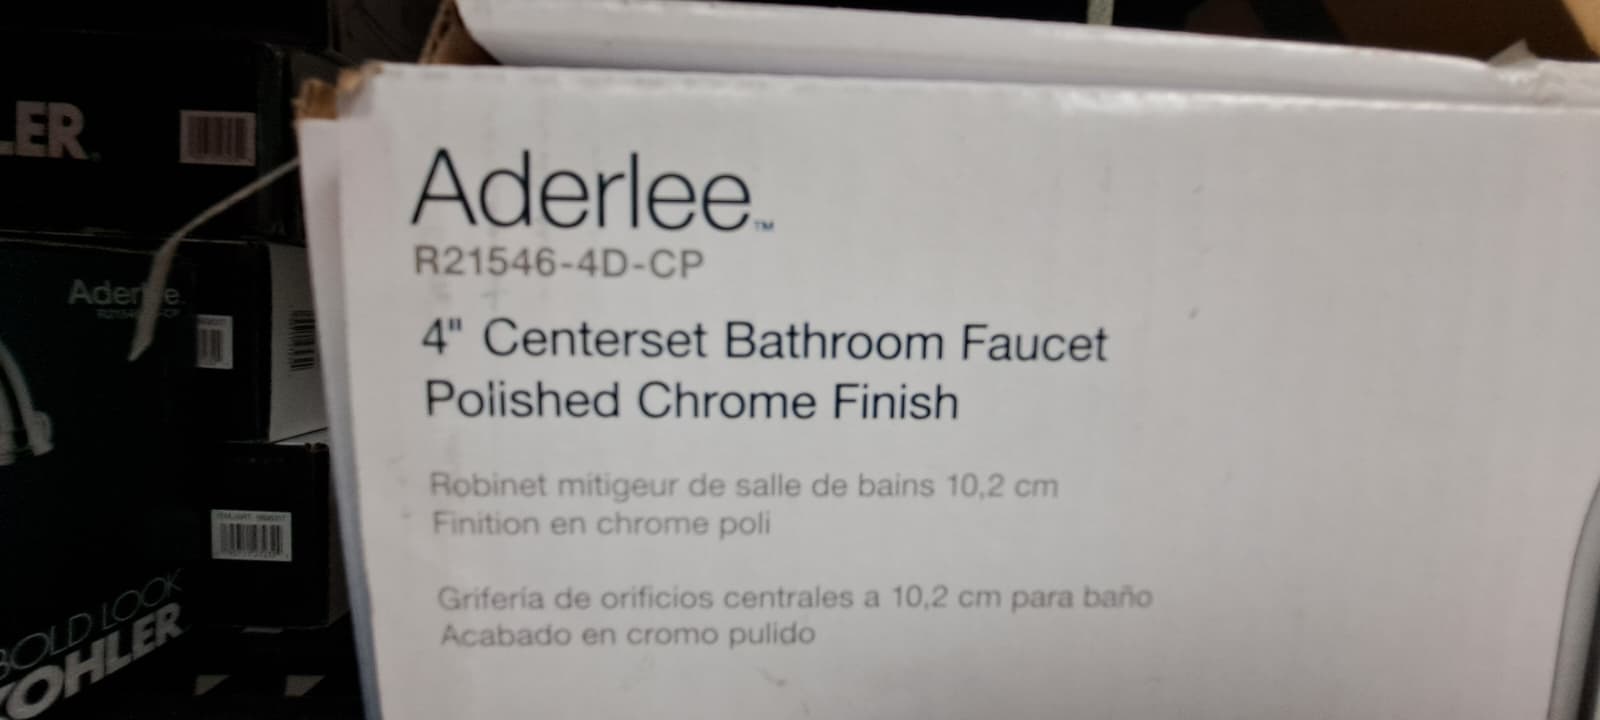 Aderlee™
R21546-4D-CP
4" Centerset Bathroom Faucet
Polished Chrome Finish
Robinet mitigeur de salle de bains 10,2 cm
Finition en chrome poli
Grifería de orificios centrales a 10,2 cm para baño
Acabado en cromo pulido
LER.
BOLD LOOK
KOHLER